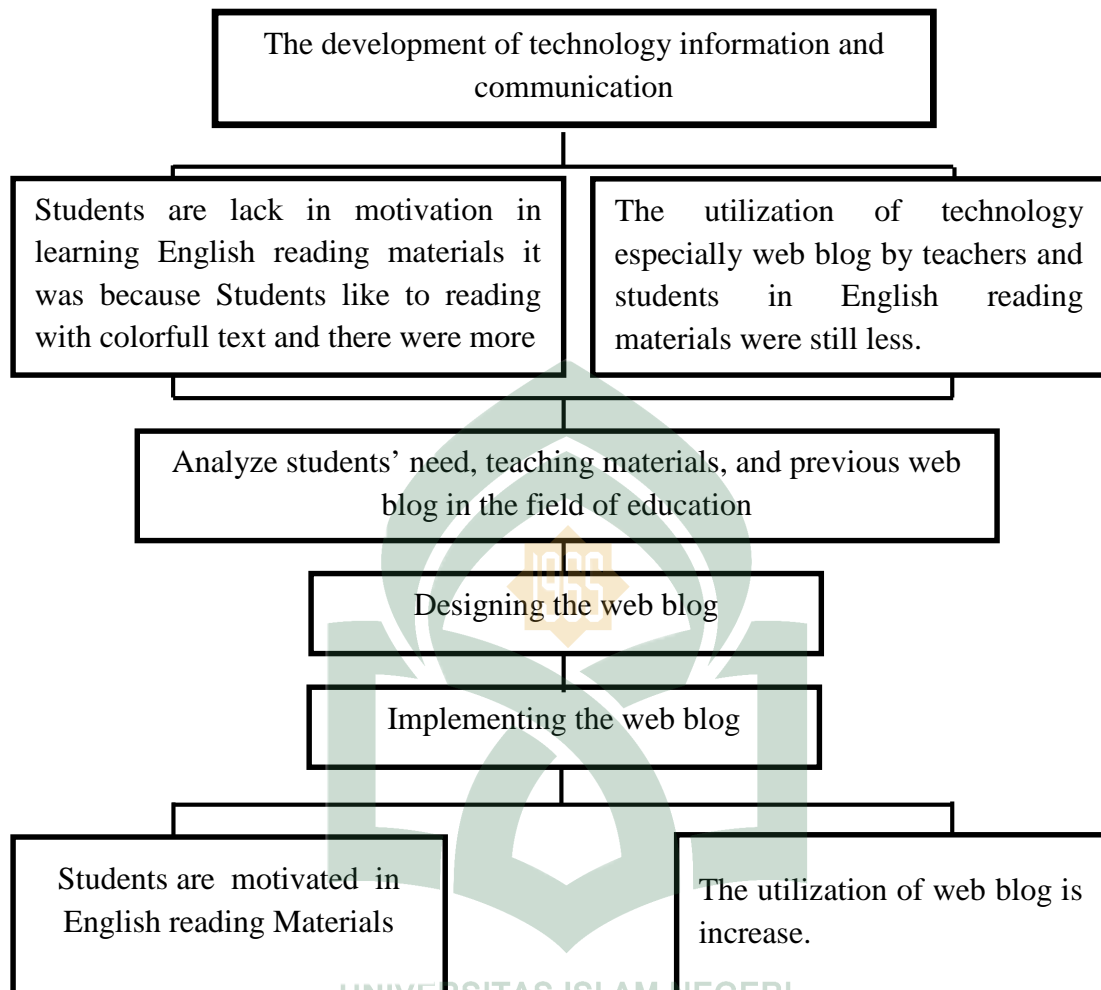 The development of technology information and
communication
Students are lack in motivation in
learning English reading materials it
was because Students like to reading
with colorfull text and there were more
The utilization of technology
especially web blog by teachers and
students in English reading
materials were still less.
Analyze students’ need, teaching materials, and previous web
blog in the field of education
1965
Designing the web blog
Implementing the web blog
Students are motivated in
English reading Materials
The utilization of web blog is
increase.
UNIVERSITAS ISLAM NEGERI